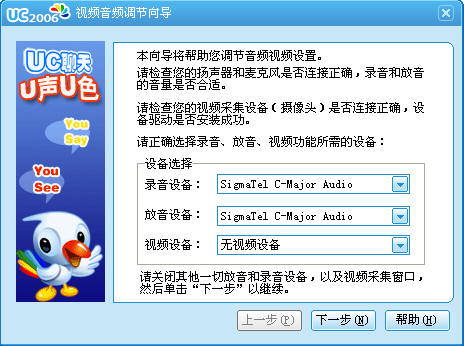 UC2006 视频音频调节向导
UC聊天
U声U色
You
Say
You
See
本向导将帮助您调节音频视频设置。
请检查您的扬声器和麦克风是否连接正确，录音和放音
的音量是否合适。
请检查您的视频采集设备(摄像头)是否连接正确，设
备驱动是否安装成功。
请正确选择录音、放音、视频功能所需的设备：
设备选择
录音设备： SigmaTel C-Major Audio
放音设备： SigmaTel C-Major Audio
视频设备： 无视频设备
请关闭其他一切放音和录音设备，以及视频采集窗口，
然后单击“下一步”以继续。
上一步(P) 下一步(N) 帮助(H)